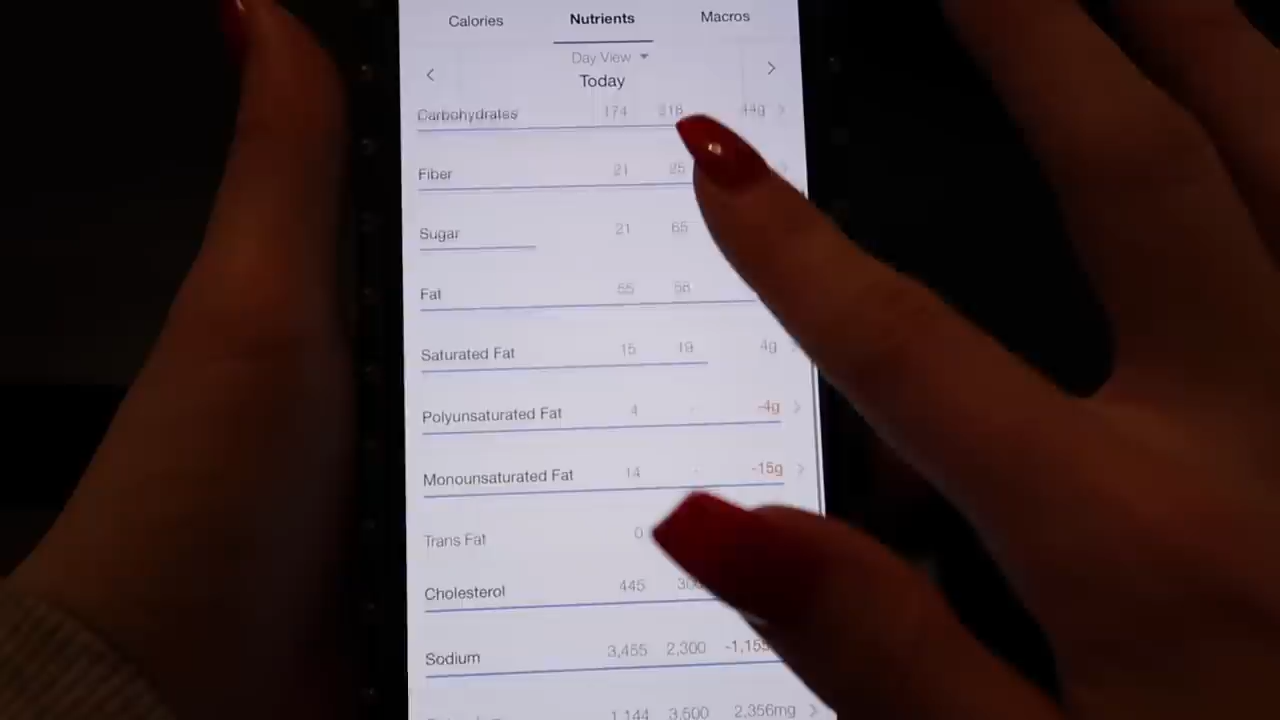 Calories Nutrients Macros
Day View
Today
Carbohydrates 174 218 44g
Fiber 21 25
Sugar 21 65
Fat 55 58
Saturated Fat 15 19 4g
Polyunsaturated Fat 4 - -4g
Monounsaturated Fat 14 - -15g
Trans Fat 0
Cholesterol 445
Sodium 3,455 2,300
1,144 3,500 2,356mg